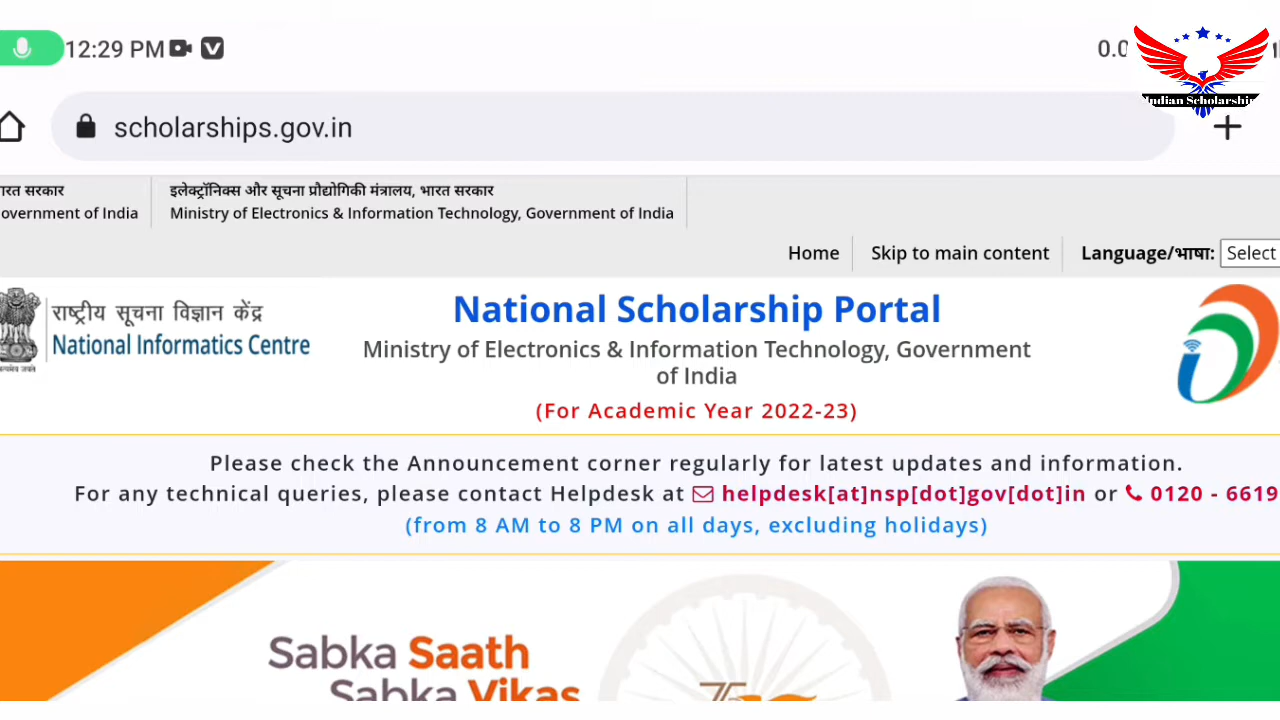 12:29 PM
Indian Scholarship
scholarships.gov.in
इलेक्ट्रॉनिक्स और सूचना प्रौद्योगिकी मंत्रालय, भारत सरकार
Ministry of Electronics & Information Technology, Government of India
सरकार
of India
Home
Skip to main content
Language/भाषा:
Select
राष्ट्रीय सूचना विज्ञान केंद्र
National Informatics Centre
National Scholarship Portal
Ministry of Electronics & Information Technology, Government
of India
(For Academic Year 2022-23)
Please check the Announcement corner regularly for latest updates and information.
For any technical queries, please contact Helpdesk at helpdesk[at]nsp[dot]gov[dot]in or 0120 - 6619
(from 8 AM to 8 PM on all days, excluding holidays)
Sabka Saath
Sabka Vikas
75